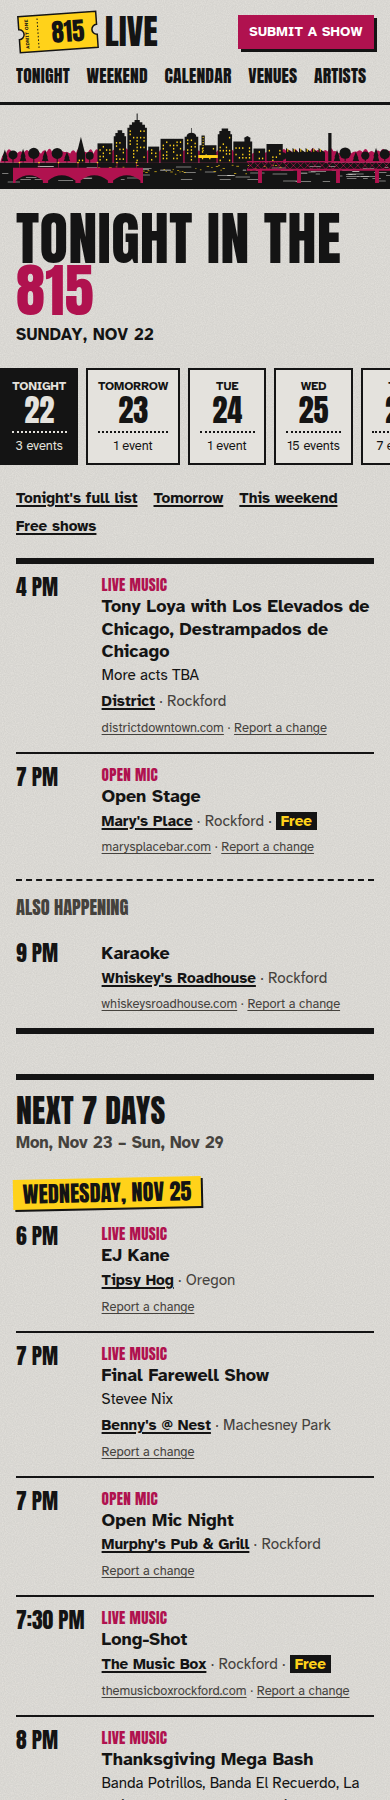 ADMIT ONE 815 LIVE
SUBMIT A SHOW
TONIGHT WEEKEND CALENDAR VENUES ARTISTS
TONIGHT IN THE
815
SUNDAY, NOV 22
TONIGHT TOMORROW TUE WED
22 23 24 25
3 events 1 event 1 event 15 events 7 e
Tonight's full list Tomorrow This weekend
Free shows
4 PM LIVE MUSIC
Tony Loya with Los Elevados de
Chicago, Destrampados de
Chicago
More acts TBA
District · Rockford
districtdowntown.com · Report a change
7 PM OPEN MIC
Open Stage
Mary's Place · Rockford · Free
marysplacebar.com · Report a change
ALSO HAPPENING
9 PM Karaoke
Whiskey's Roadhouse · Rockford
whiskeysroadhouse.com · Report a change
NEXT 7 DAYS
Mon, Nov 23 – Sun, Nov 29
WEDNESDAY, NOV 25
6 PM LIVE MUSIC
EJ Kane
Tipsy Hog · Oregon
Report a change
7 PM LIVE MUSIC
Final Farewell Show
Stevee Nix
Benny's @ Nest · Machesney Park
Report a change
7 PM OPEN MIC
Open Mic Night
Murphy's Pub & Grill · Rockford
Report a change
7:30 PM LIVE MUSIC
Long-Shot
The Music Box · Rockford · Free
themusicboxrockford.com · Report a change
8 PM LIVE MUSIC
Thanksgiving Mega Bash
Banda Potrillos, Banda El Recuerdo, La